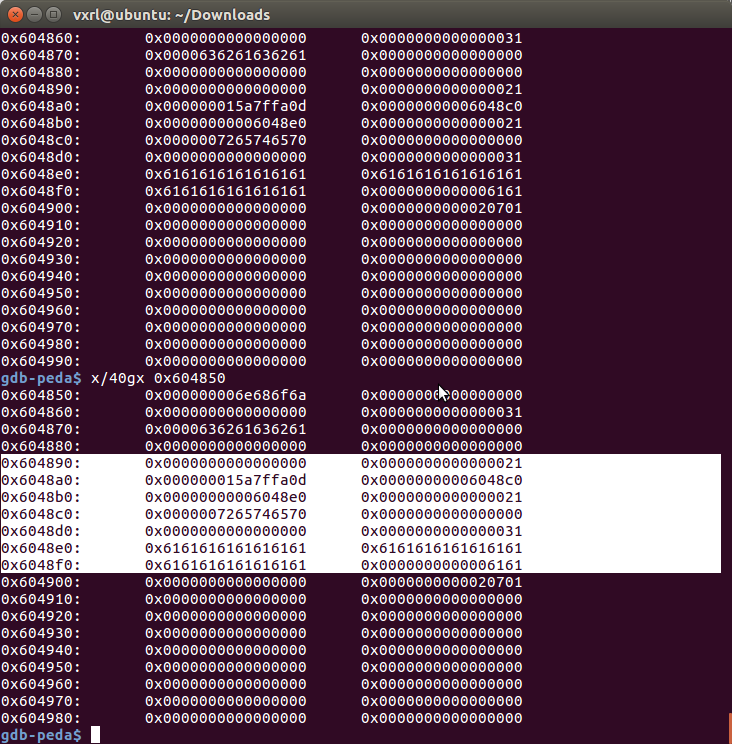 vxrl@ubuntu: ~/Downloads
0x604860: 0x0000000000000000 0x0000000000000031
0x604870: 0x0000636261636261 0x0000000000000000
0x604880: 0x0000000000000000 0x0000000000000000
0x604890: 0x0000000000000000 0x0000000000000021
0x6048a0: 0x000000015a7ffa0d 0x00000000006048c0
0x6048b0: 0x00000000006048e0 0x0000000000000021
0x6048c0: 0x0000007265746570 0x0000000000000000
0x6048d0: 0x0000000000000000 0x0000000000000031
0x6048e0: 0x6161616161616161 0x6161616161616161
0x6048f0: 0x6161616161616161 0x0000000000006161
0x604900: 0x0000000000000000 0x0000000000020701
0x604910: 0x0000000000000000 0x0000000000000000
0x604920: 0x0000000000000000 0x0000000000000000
0x604930: 0x0000000000000000 0x0000000000000000
0x604940: 0x0000000000000000 0x0000000000000000
0x604950: 0x0000000000000000 0x0000000000000000
0x604960: 0x0000000000000000 0x0000000000000000
0x604970: 0x0000000000000000 0x0000000000000000
0x604980: 0x0000000000000000 0x0000000000000000
0x604990: 0x0000000000000000 0x0000000000000000
gdb-peda$ x/40gx 0x604850
0x604850: 0x000000006e686f6a 0x0000000000000000
0x604860: 0x0000000000000000 0x0000000000000031
0x604870: 0x0000636261636261 0x0000000000000000
0x604880: 0x0000000000000000 0x0000000000000000
0x604890: 0x0000000000000000 0x0000000000000021
0x6048a0: 0x000000015a7ffa0d 0x00000000006048c0
0x6048b0: 0x00000000006048e0 0x0000000000000021
0x6048c0: 0x0000007265746570 0x0000000000000000
0x6048d0: 0x0000000000000000 0x0000000000000031
0x6048e0: 0x6161616161616161 0x6161616161616161
0x6048f0: 0x6161616161616161 0x0000000000006161
0x604900: 0x0000000000000000 0x0000000000020701
0x604910: 0x0000000000000000 0x0000000000000000
0x604920: 0x0000000000000000 0x0000000000000000
0x604930: 0x0000000000000000 0x0000000000000000
0x604940: 0x0000000000000000 0x0000000000000000
0x604950: 0x0000000000000000 0x0000000000000000
0x604960: 0x0000000000000000 0x0000000000000000
0x604970: 0x0000000000000000 0x0000000000000000
0x604980: 0x0000000000000000 0x0000000000000000
gdb-peda$